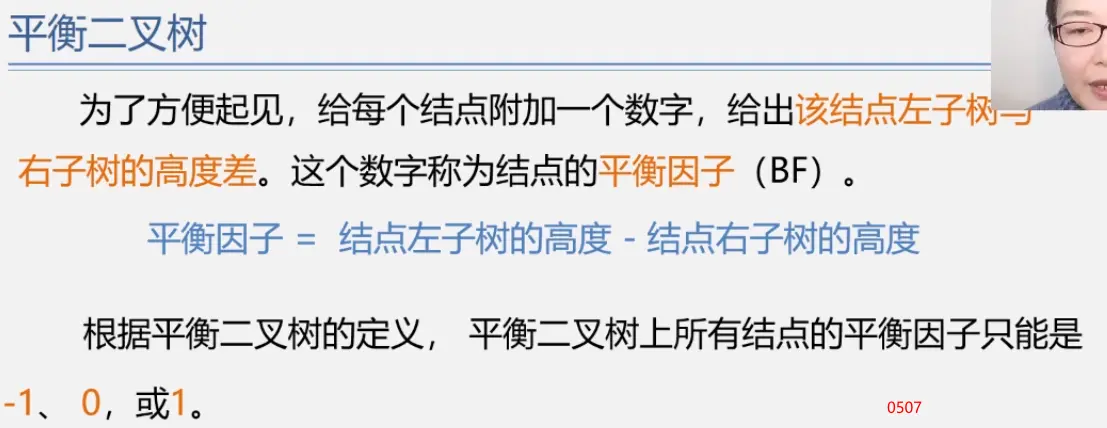 平衡二叉树
为了方便起见，给每个结点附加一个数字，给出该结点左子树与
右子树的高度差。这个数字称为结点的平衡因子（BF）。
平衡因子 = 结点左子树的高度 - 结点右子树的高度
根据平衡二叉树的定义， 平衡二叉树上所有结点的平衡因子只能是
-1、 0，或1。
0507